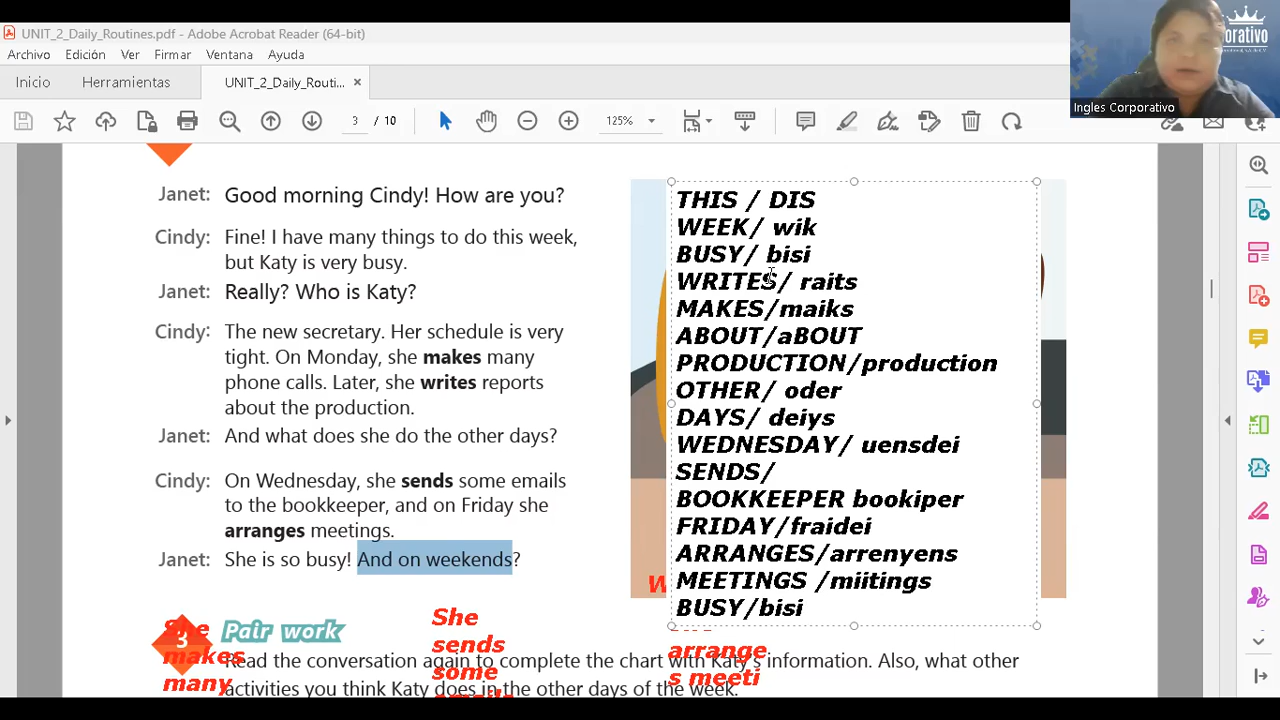 UNIT_2_Daily_Routines.pdf - Adobe Acrobat Reader (64-bit)
Archivo Edición Ver Firmar Ventana Ayuda
Inicio Herramientas UNIT_2_Daily_Routi... ×
3 / 10 125%
orativo
Ingles Corporativo
Janet: Good morning Cindy! How are you?
Cindy: Fine! I have many things to do this week,
but Katy is very busy.
Janet: Really? Who is Katy?
Cindy: The new secretary. Her schedule is very
tight. On Monday, she makes many
phone calls. Later, she writes reports
about the production.
Janet: And what does she do the other days?
Cindy: On Wednesday, she sends some emails
to the bookkeeper, and on Friday she
arranges meetings.
Janet: She is so busy! And on weekends?
THIS / DIS
WEEK/ wik
BUSY/ bisi
WRITES/ raits
MAKES/maiks
ABOUT/aBOUT
PRODUCTION/production
OTHER/ oder
DAYS/ deiys
WEDNESDAY/ uensdei
SENDS/
BOOKKEEPER bookiper
FRIDAY/fraidei
ARRANGES/arrenyens
MEETINGS /miitings
BUSY/bisi
W
3 Pair work
Read the conversation again to complete the chart with Katy's information. Also, what other
activities you think Katy does in the other days of the week.
She
makes
many
She
sends
some
arrange
s meeti